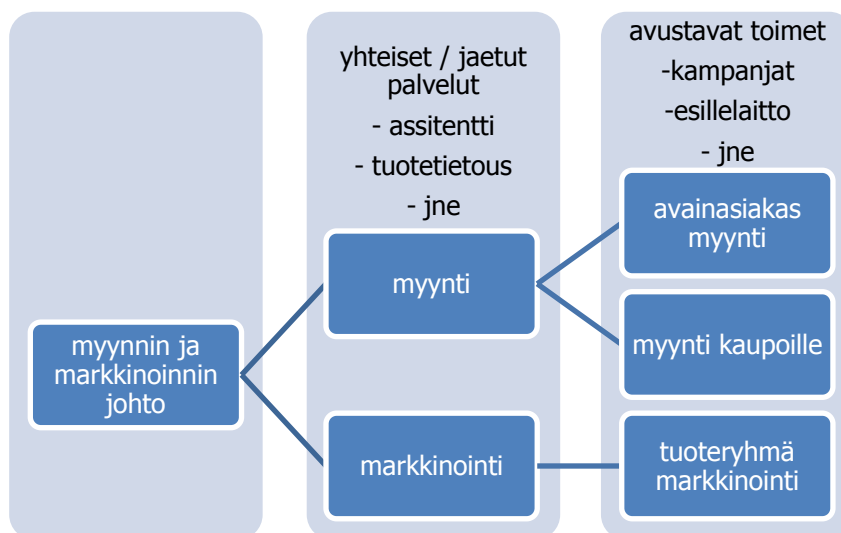 yhteiset / jaetut
palvelut
- assitentti
- tuotetietous
- jne
avustavat toimet
-kampanjat
-esillelaitto
- jne
myynnin ja
markkinoinnin
johto
myynti
markkinointi
avainasiakas
myynti
myynti kaupoille
tuoteryhmä
markkinointi